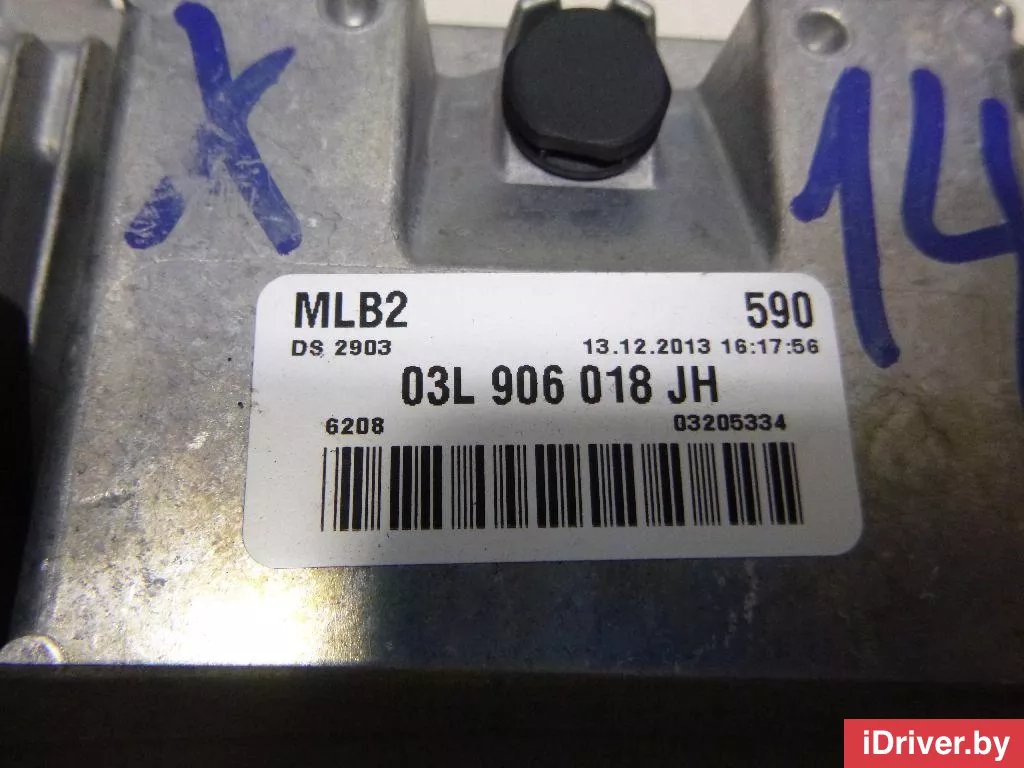 X 14
MLB2 590
DS 2903 13.12.2013 16:17:56
03L 906 018 JH
6208 03205334
iDriver.by